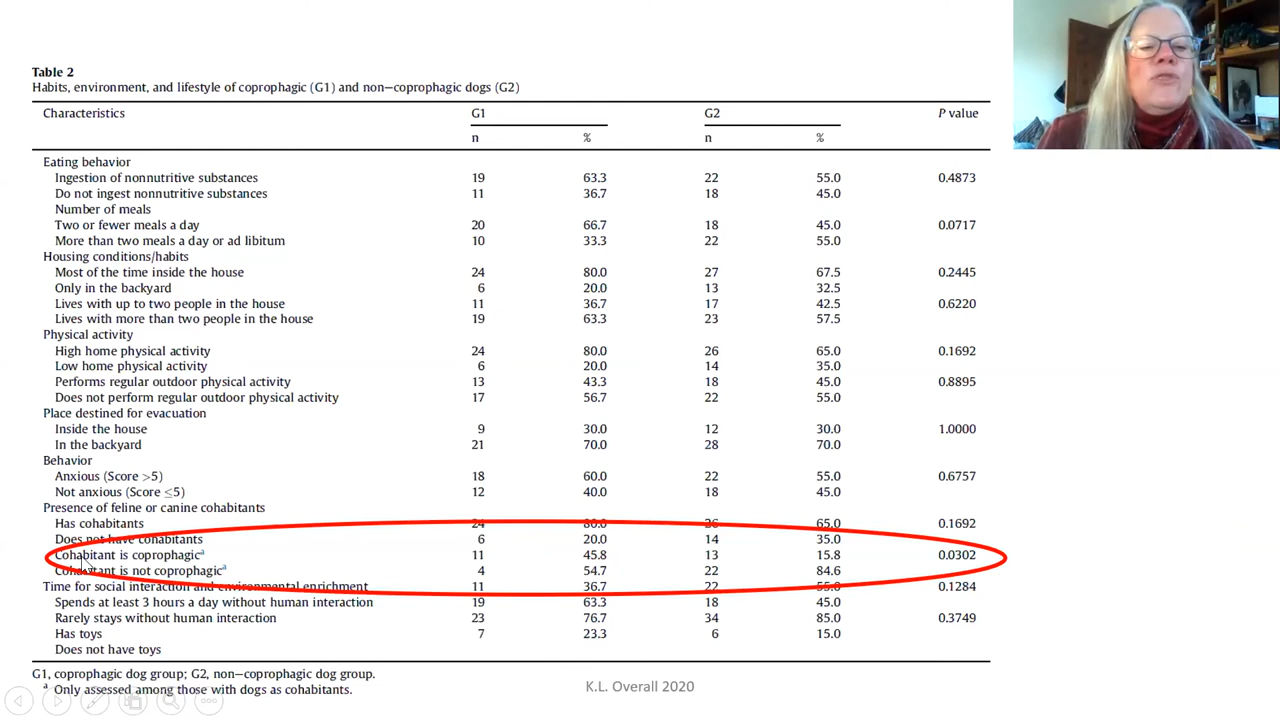 Table 2
Habits, environment, and lifestyle of coprophagic (G1) and non−coprophagic dogs (G2)
Characteristics G1 G2 P value
n % n %
Eating behavior
Ingestion of nonnutritive substances 19 63.3 22 55.0 0.4873
Do not ingest nonnutritive substances 11 36.7 18 45.0
Number of meals
Two or fewer meals a day 20 66.7 18 45.0 0.0717
More than two meals a day or ad libitum 10 33.3 22 55.0
Housing conditions/habits
Most of the time inside the house 24 80.0 27 67.5 0.2445
Only in the backyard 6 20.0 13 32.5
Lives with up to two people in the house 11 36.7 17 42.5 0.6220
Lives with more than two people in the house 19 63.3 23 57.5
Physical activity
High home physical activity 24 80.0 26 65.0 0.1692
Low home physical activity 6 20.0 14 35.0
Performs regular outdoor physical activity 13 43.3 18 45.0 0.8895
Does not perform regular outdoor physical activity 17 56.7 22 55.0
Place destined for evacuation
Inside the house 9 30.0 12 30.0 1.0000
In the backyard 21 70.0 28 70.0
Behavior
Anxious (Score >5) 18 60.0 22 55.0 0.6757
Not anxious (Score ≤5) 12 40.0 18 45.0
Presence of feline or canine cohabitants
Has cohabitants 24 80.0 26 65.0 0.1692
Does not have cohabitants 6 20.0 14 35.0
Cohabitant is coprophagic^a 11 45.8 13 15.8 0.0302
Cohabitant is not coprophagic^a 4 54.7 22 84.6
Time for social interaction and environmental enrichment 11 36.7 22 55.0 0.1284
Spends at least 3 hours a day without human interaction 19 63.3 18 45.0
Rarely stays without human interaction 23 76.7 34 85.0 0.3749
Has toys 7 23.3 6 15.0
Does not have toys
G1, coprophagic dog group; G2, non−coprophagic dog group.
^a Only assessed among those with dogs as cohabitants.
K.L. Overall 2020